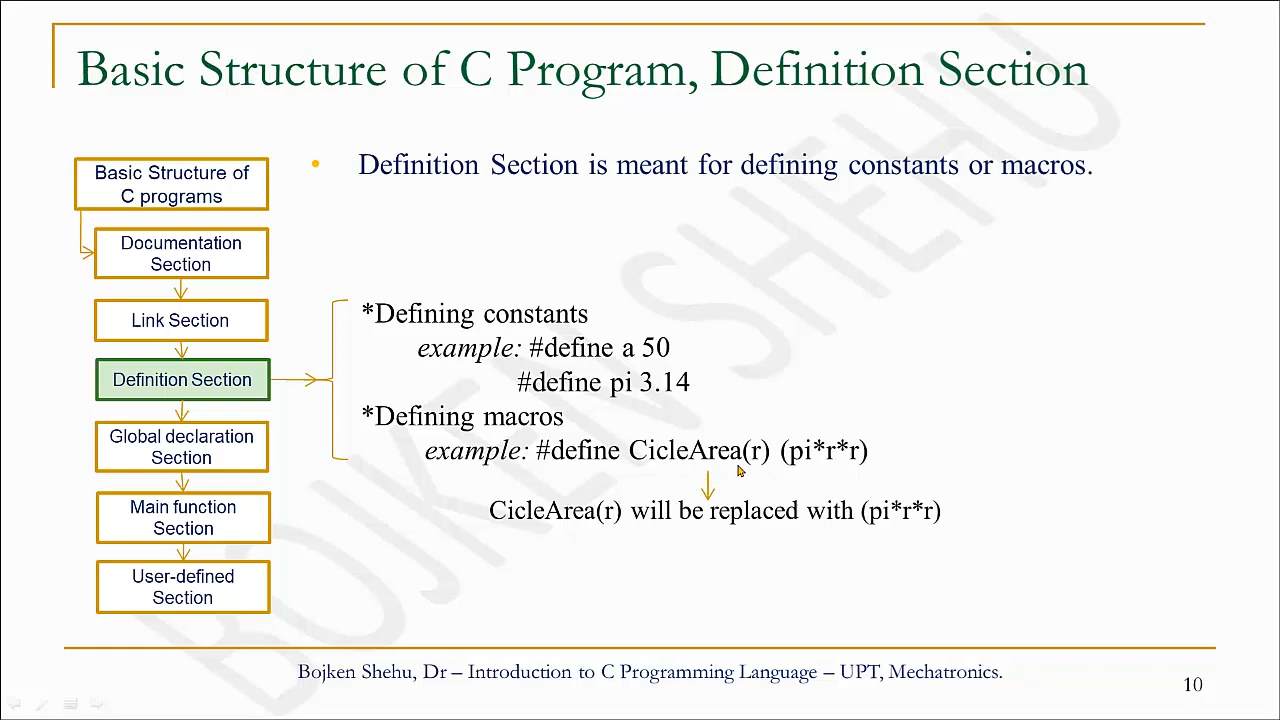 Basic Structure of C Program, Definition Section
Basic Structure of
C programs
Documentation
Section
Link Section
Definition Section
Global declaration
Section
Main function
Section
User-defined
Section
• Definition Section is meant for defining constants or macros.
*Defining constants
example: #define a 50
#define pi 3.14
*Defining macros
example: #define CicleArea(r) (pi*r*r)
CicleArea(r) will be replaced with (pi*r*r)
BOJKEN SHEHU
Bojken Shehu, Dr – Introduction to C Programming Language – UPT, Mechatronics.
10